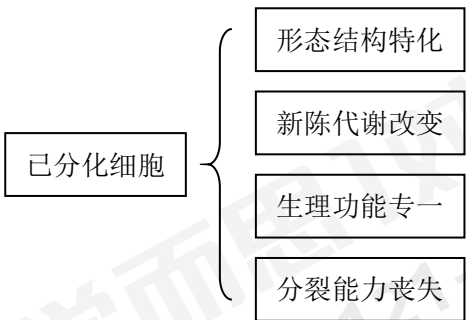 形态结构特化
新陈代谢改变
已分化细胞
生理功能专一
分裂能力丧失